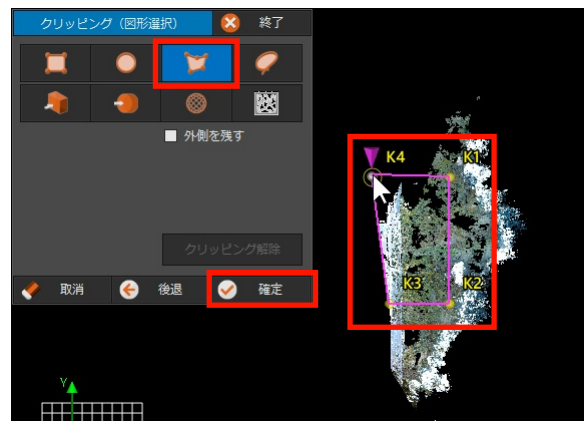 クリッピング（図形選択） 終了
外側を残す
クリッピング解除
取消 後退 確定
K4 K1
K3 K2
Y